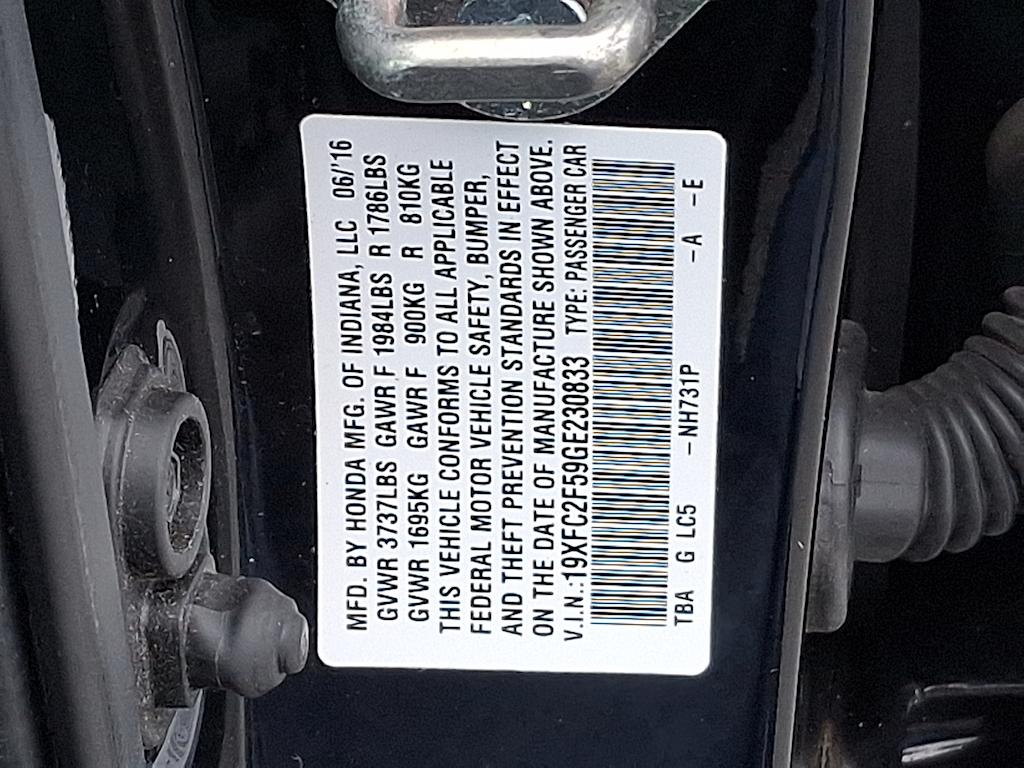 MFD. BY HONDA MFG. OF INDIANA, LLC 06/'16
GVWR 3737LBS GAWR F 1984LBS R 1786LBS
GVWR 1695KG GAWR F 900KG R 810KG
THIS VEHICLE CONFORMS TO ALL APPLICABLE
FEDERAL MOTOR VEHICLE SAFETY, BUMPER,
AND THEFT PREVENTION STANDARDS IN EFFECT
ON THE DATE OF MANUFACTURE SHOWN ABOVE.
V.I.N.:19XFC2F59GE230833 TYPE: PASSENGER CAR
TBA G LC5 -NH731P -A -E